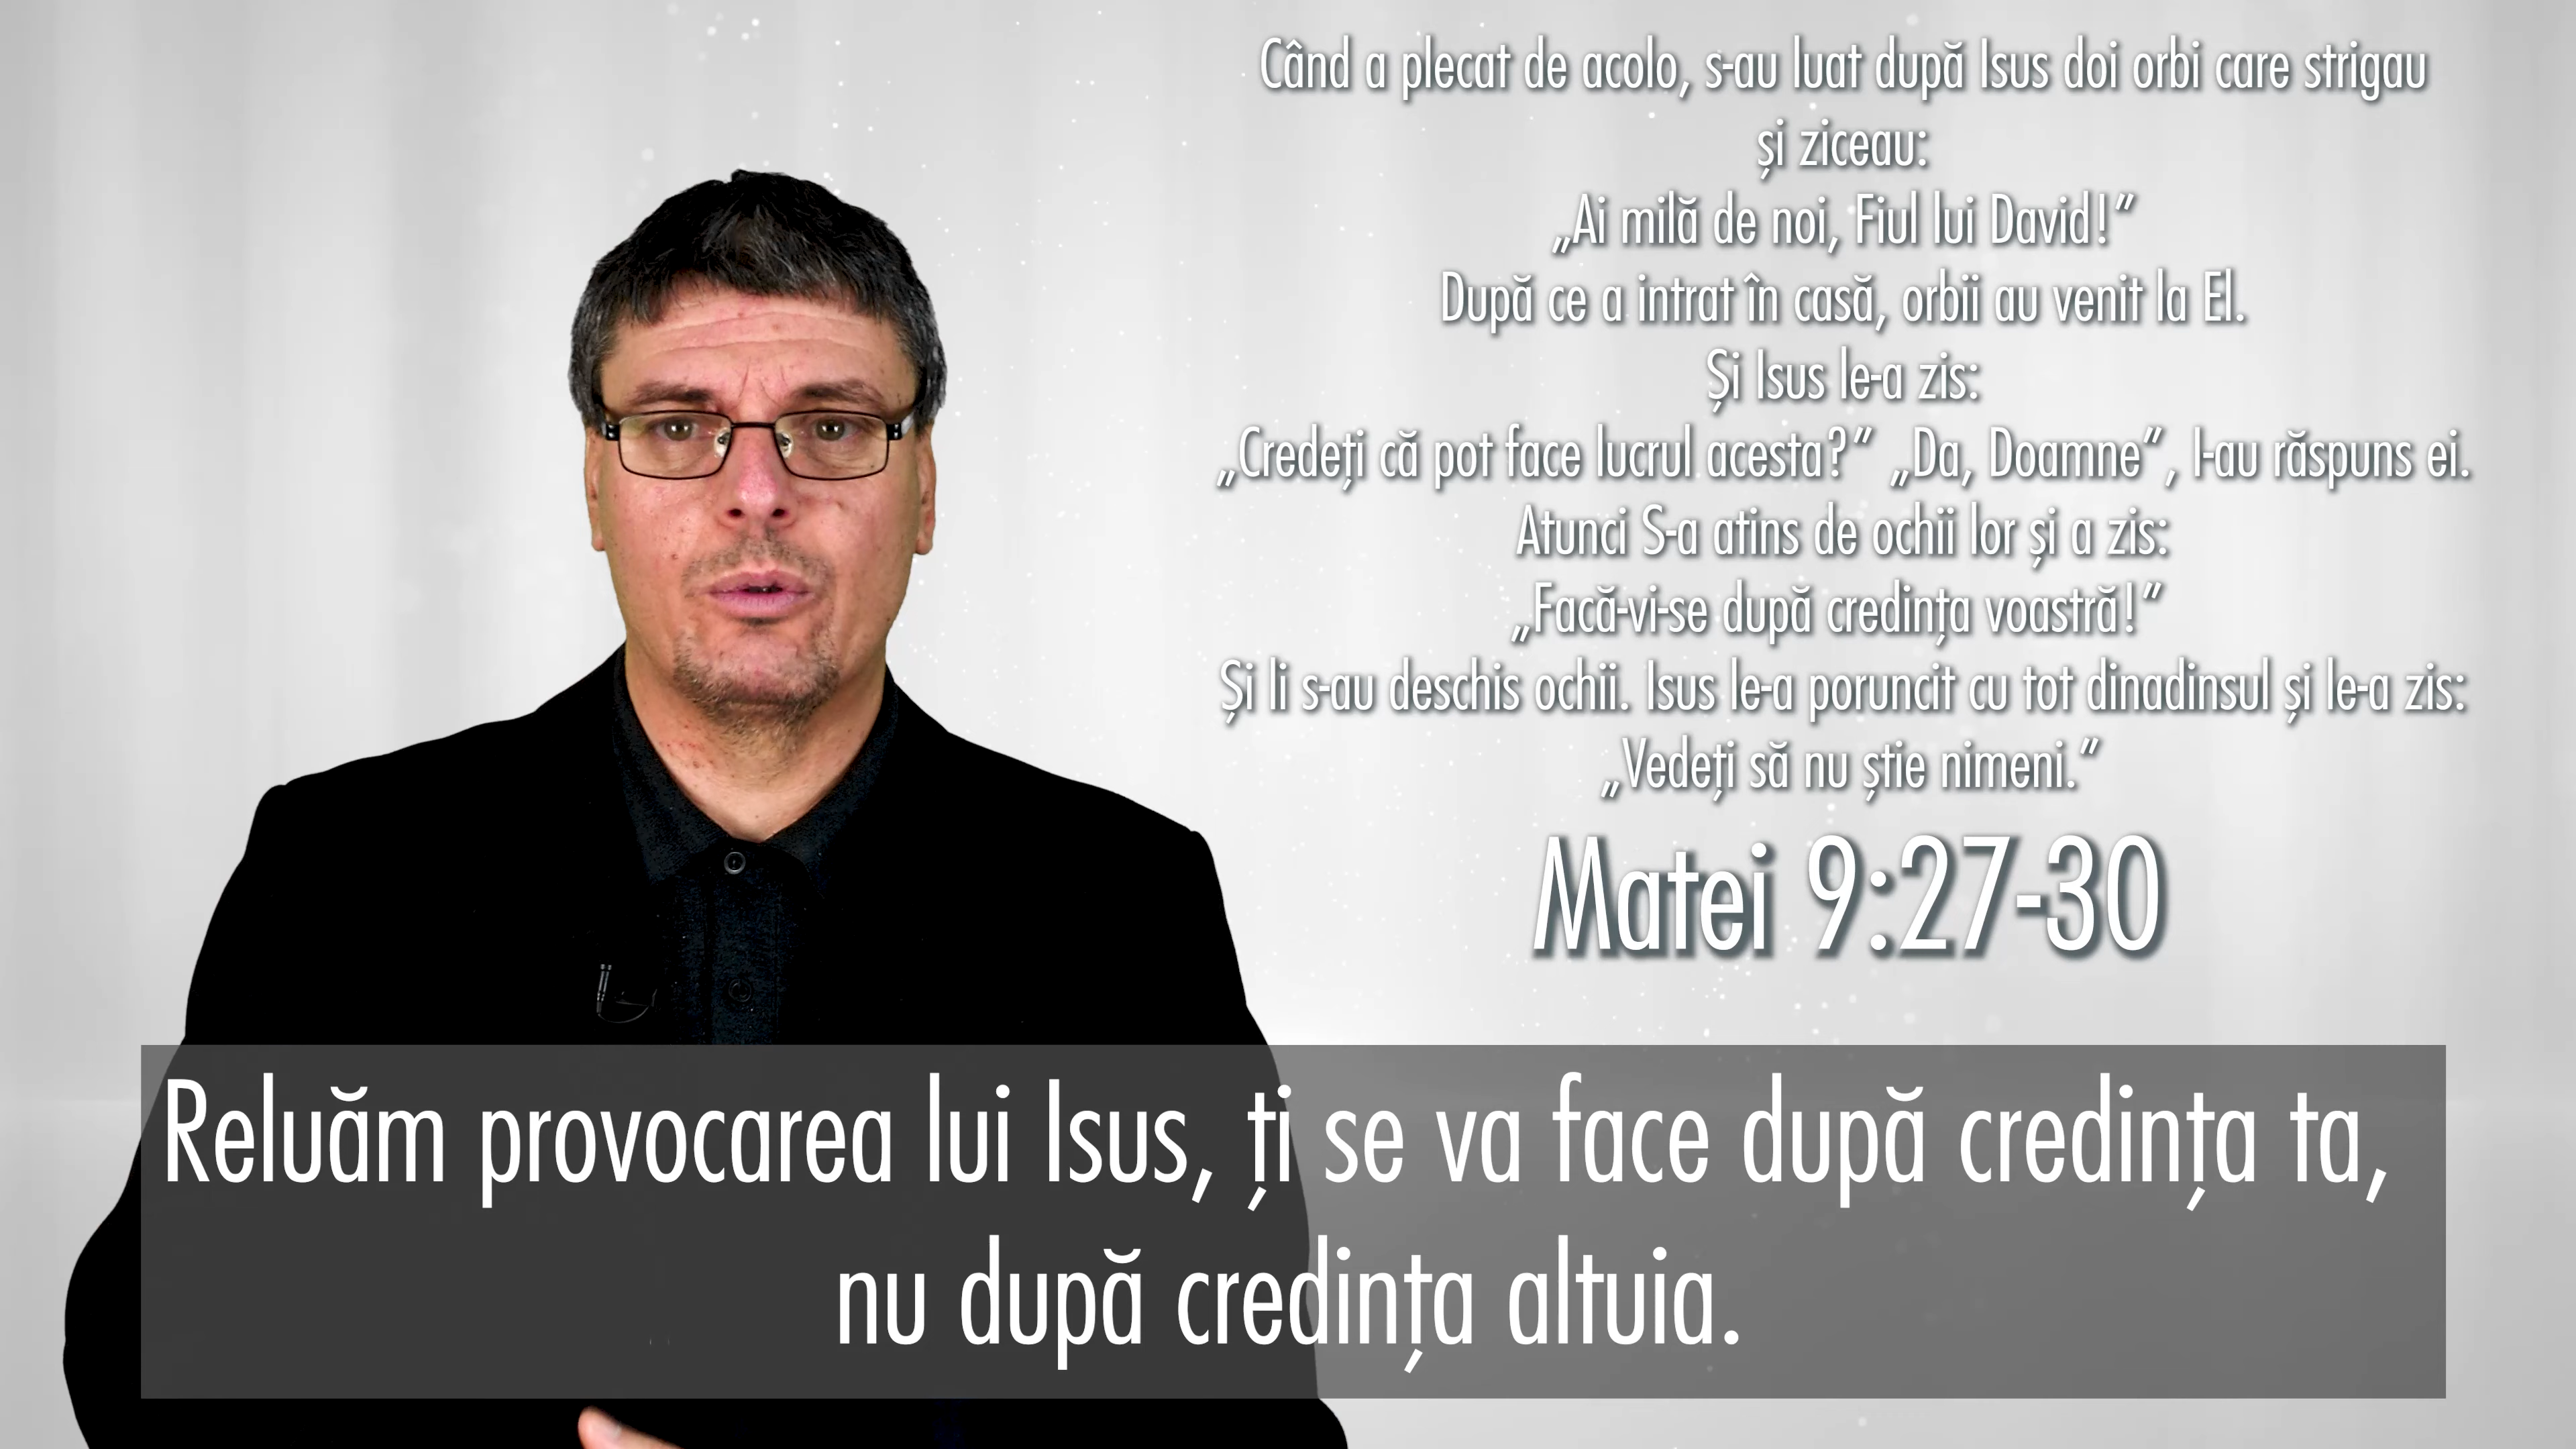 Când a plecat de acolo, s-au luat după Isus doi orbi care strigau
și ziceau:
„Ai milă de noi, Fiul lui David!”
După ce a intrat în casă, orbii au venit la El.
Și Isus le-a zis:
„Credeți că pot face lucrul acesta?” „Da, Doamne”, I-au răspuns ei.
Atunci S-a atins de ochii lor și a zis:
„Facă-vi-se după credința voastră!”
Și li s-au deschis ochii. Isus le-a poruncit cu tot dinadinsul și le-a zis:
„Vedeți să nu știe nimeni.”
Matei 9:27-30
Reluăm provocarea lui Isus, ți se va face după credința ta,
nu după credința altuia.